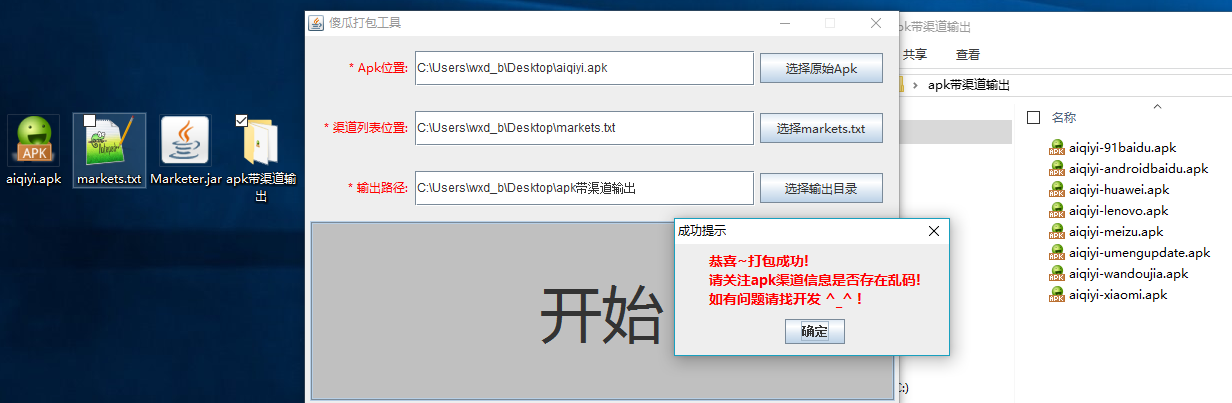 aiqiyi.apk
markets.txt
Marketer.jar
apk带渠道输
出
APK
傻瓜打包工具
* Apk位置:
C:\Users\wxd_b\Desktop\aiqiyi.apk
选择原始Apk
* 渠道列表位置:
C:\Users\wxd_b\Desktop\markets.txt
选择markets.txt
* 输出路径:
C:\Users\wxd_b\Desktop\apk带渠道输出
选择输出目录
开始
成功提示
恭喜~打包成功!
请关注apk渠道信息是否存在乱码!
如有问题请找开发 ^_^ !
确定
apk带渠道输出
共享
查看
apk带渠道输出
名称
aiqiyi-91baidu.apk
aiqiyi-androidbaidu.apk
aiqiyi-huawei.apk
aiqiyi-lenovo.apk
aiqiyi-meizu.apk
aiqiyi-umengupdate.apk
aiqiyi-wandoujia.apk
aiqiyi-xiaomi.apk
C:)